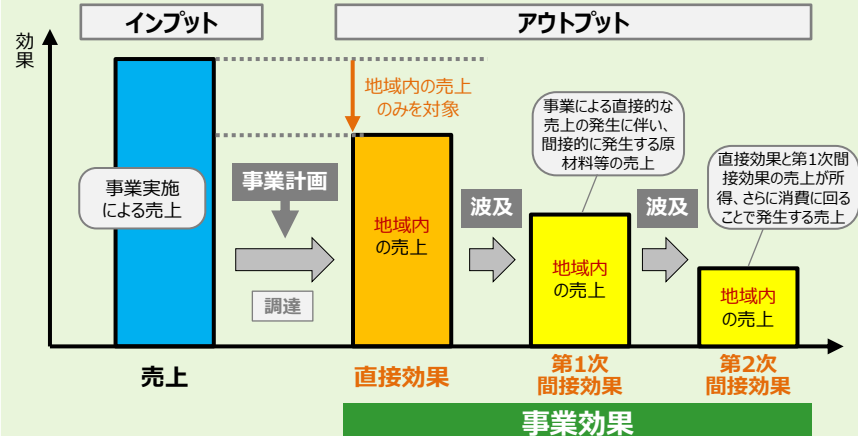 インプット
アウトプット
効果
地域内の売上
のみを対象
事業による直接的な
売上の発生に伴い、
間接的に発生する原
材料等の売上
直接効果と第1次間
接効果の売上が所
得、さらに消費に回る
ことで発生する売上
事業実施
による売上
事業計画
調達
地域内
の売上
波及
地域内
の売上
波及
地域内
の売上
売上
直接効果
第1次
間接効果
第2次
間接効果
事業効果